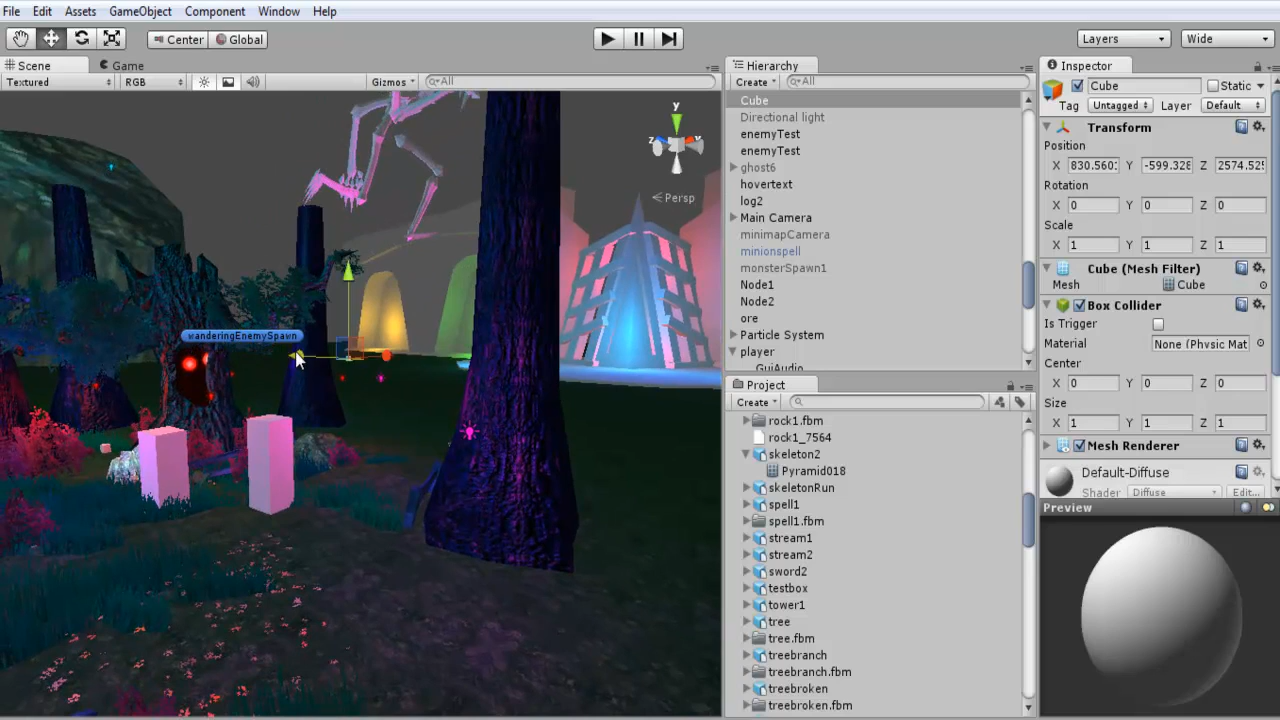 File Edit Assets GameObject Component Window Help
Center Global Layers Wide
Scene Game
Textured RGB Gizmos All
y
z
Persp
wanderingEnemySpawn
Hierarchy
Create All
Cube
Directional light
enemyTest
enemyTest
ghost6
hovertext
log2
Main Camera
minimapCamera
minionspell
monsterSpawn1
Node1
Node2
ore
Particle System
player
GuiAudio
Project
Create
rock1.fbm
rock1_7564
skeleton2
Pyramid018
skeletonRun
spell1
spell1.fbm
stream1
stream2
sword2
testbox
tower1
tree
tree.fbm
treebranch
treebranch.fbm
treebroken
treebroken.fbm
Inspector
Cube Static
Tag Untagged Layer Default
Transform
Position
X 830.560 Y -599.328 Z 2574.525
Rotation
X 0 Y 0 Z 0
Scale
X 1 Y 1 Z 1
Cube (Mesh Filter)
Mesh Cube
Box Collider
Is Trigger
Material None (Physic Mat
Center
X 0 Y 0 Z 0
Size
X 1 Y 1 Z 1
Mesh Renderer
Default-Diffuse
Shader Diffuse Edit...
Preview